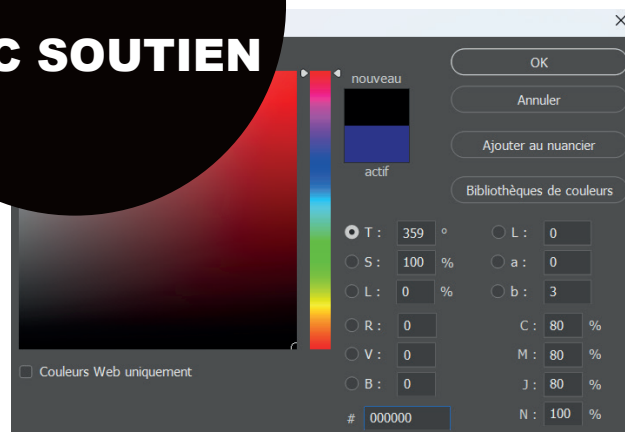 C SOUTIEN
nouveau
actif
OK
Annuler
Ajouter au nuancier
Bibliothèques de couleurs
T : 359 °
S : 100 %
L : 0 %
R : 0
V : 0
B : 0
# 000000
L : 0
a : 0
b : 3
C : 80 %
M : 80 %
J : 80 %
N : 100 %
Couleurs Web uniquement